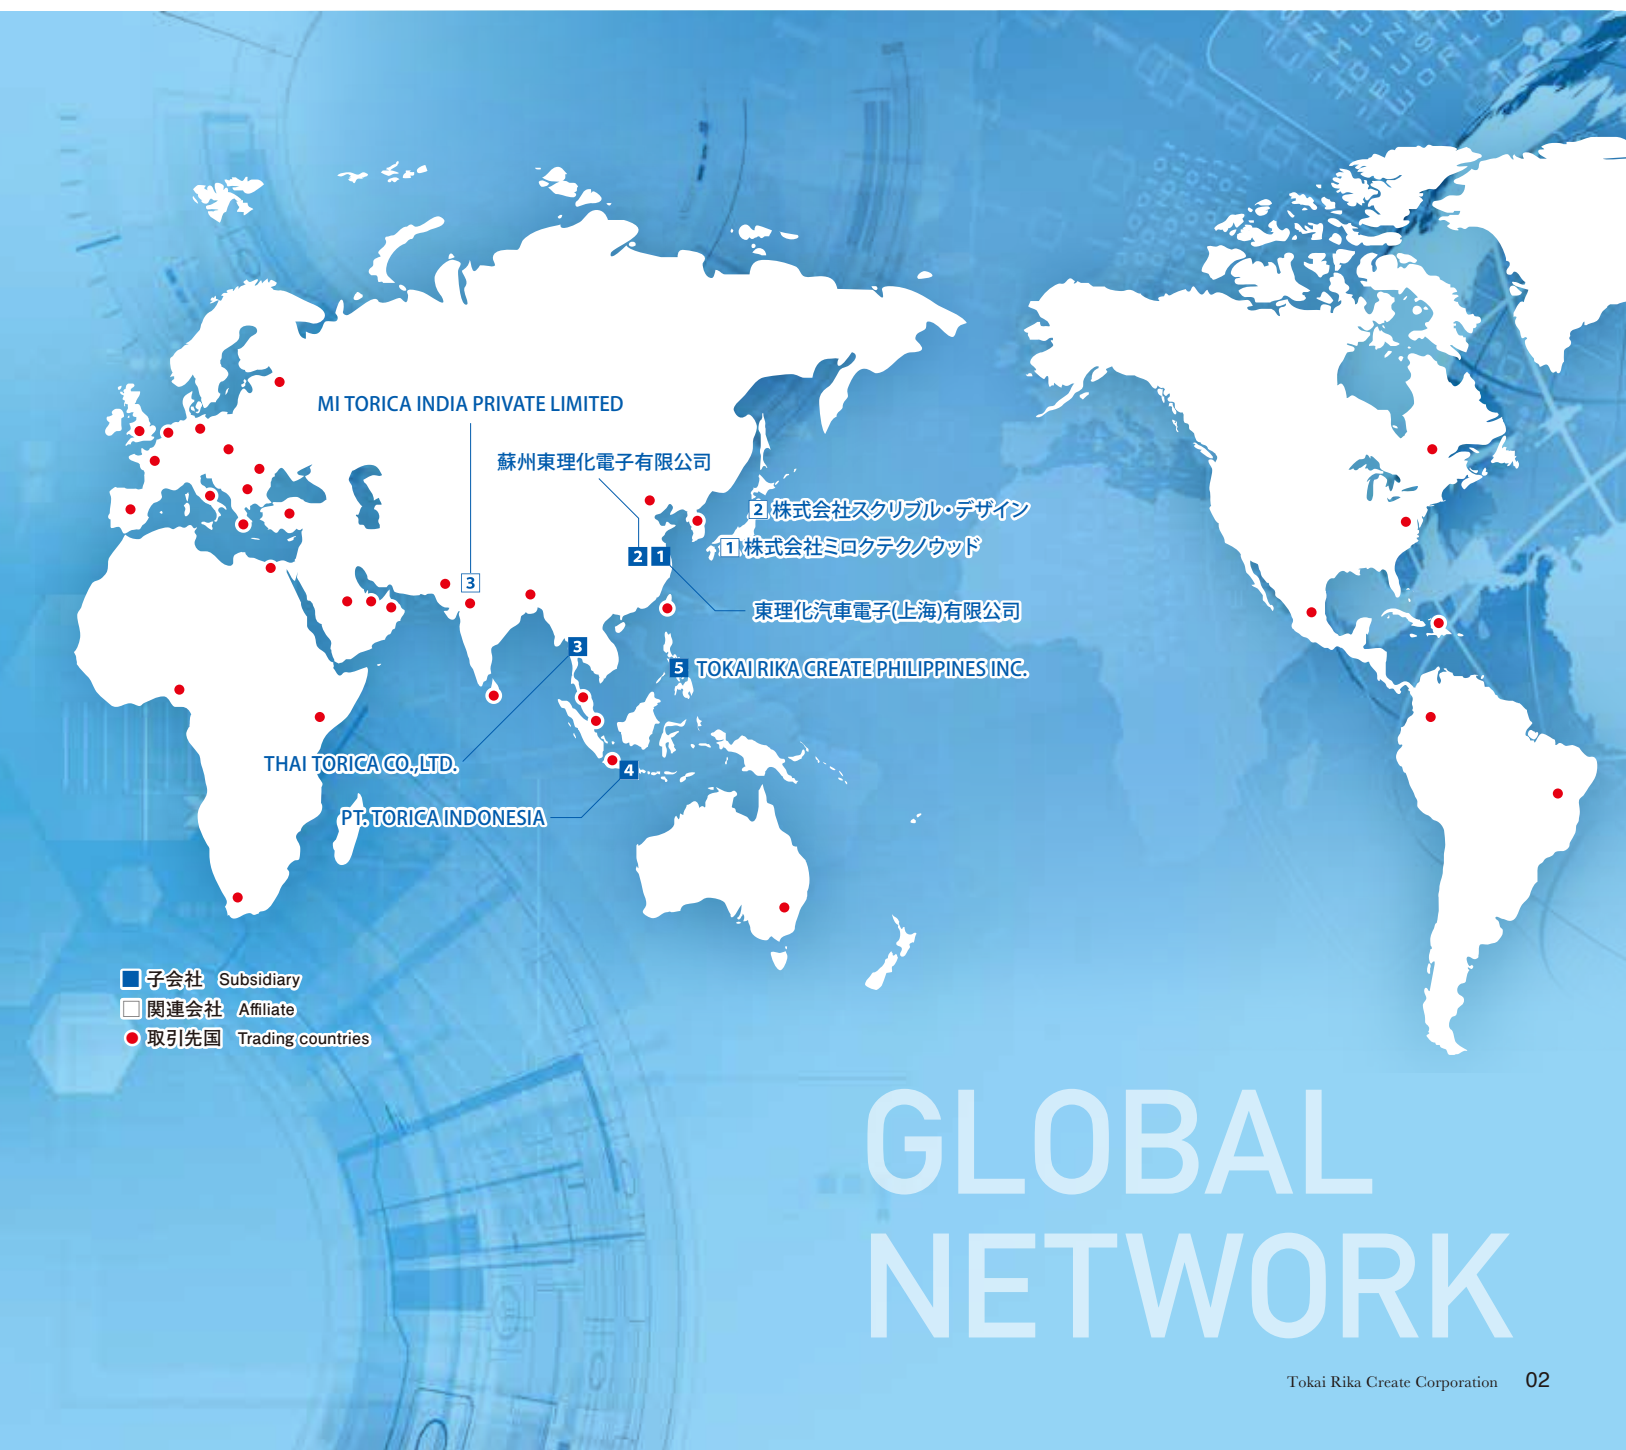 MI TORICA INDIA PRIVATE LIMITED
蘇州東理化電子有限公司
2 株式会社スクリブル・デザイン
1 株式会社ミロクテクノウッド
2 1
3
東理化汽車電子(上海)有限公司
3
5 TOKAI RIKA CREATE PHILIPPINES INC.
THAI TORICA CO.,LTD.
4
PT. TORICA INDONESIA
子会社 Subsidiary
関連会社 Affiliate
取引先国 Trading countries
GLOBAL
NETWORK
Tokai Rika Create Corporation 02